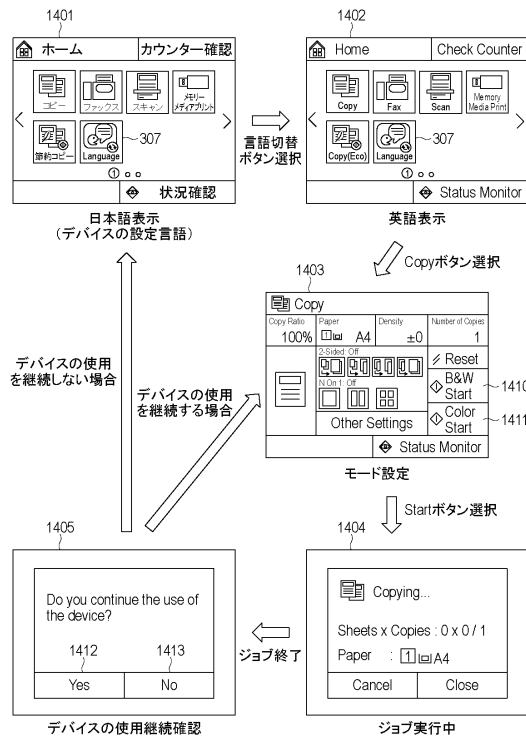 1401
ホーム
カウンター確認
コピー
ファックス
スキャン
メモリー
メディアプリント
節約コピー
Language
307
①
状況確認
日本語表示
(デバイスの設定言語)
言語切替
ボタン選択
1402
Home
Check Counter
Copy
Fax
Scan
Memory
Media Print
Copy(Eco)
Language
307
①
Status Monitor
英語表示
Copyボタン選択
1403
Copy
Copy Ratio
100%
Paper
1 A4
Density
±0
Number of Copies
1
2-Sided: Off
N On 1: Off
Other Settings
Reset
B&W
Start
1410
Color
Start
1411
Status Monitor
モード設定
デバイスの使用
を継続しない場合
デバイスの使用
を継続する場合
Startボタン選択
1405
Do you continue the use of
the device?
1412
1413
Yes
No
デバイスの使用継続確認
ジョブ終了
1404
Copying...
Sheets x Copies : 0 x 0 / 1
Paper : 1 A4
Cancel
Close
ジョブ実行中